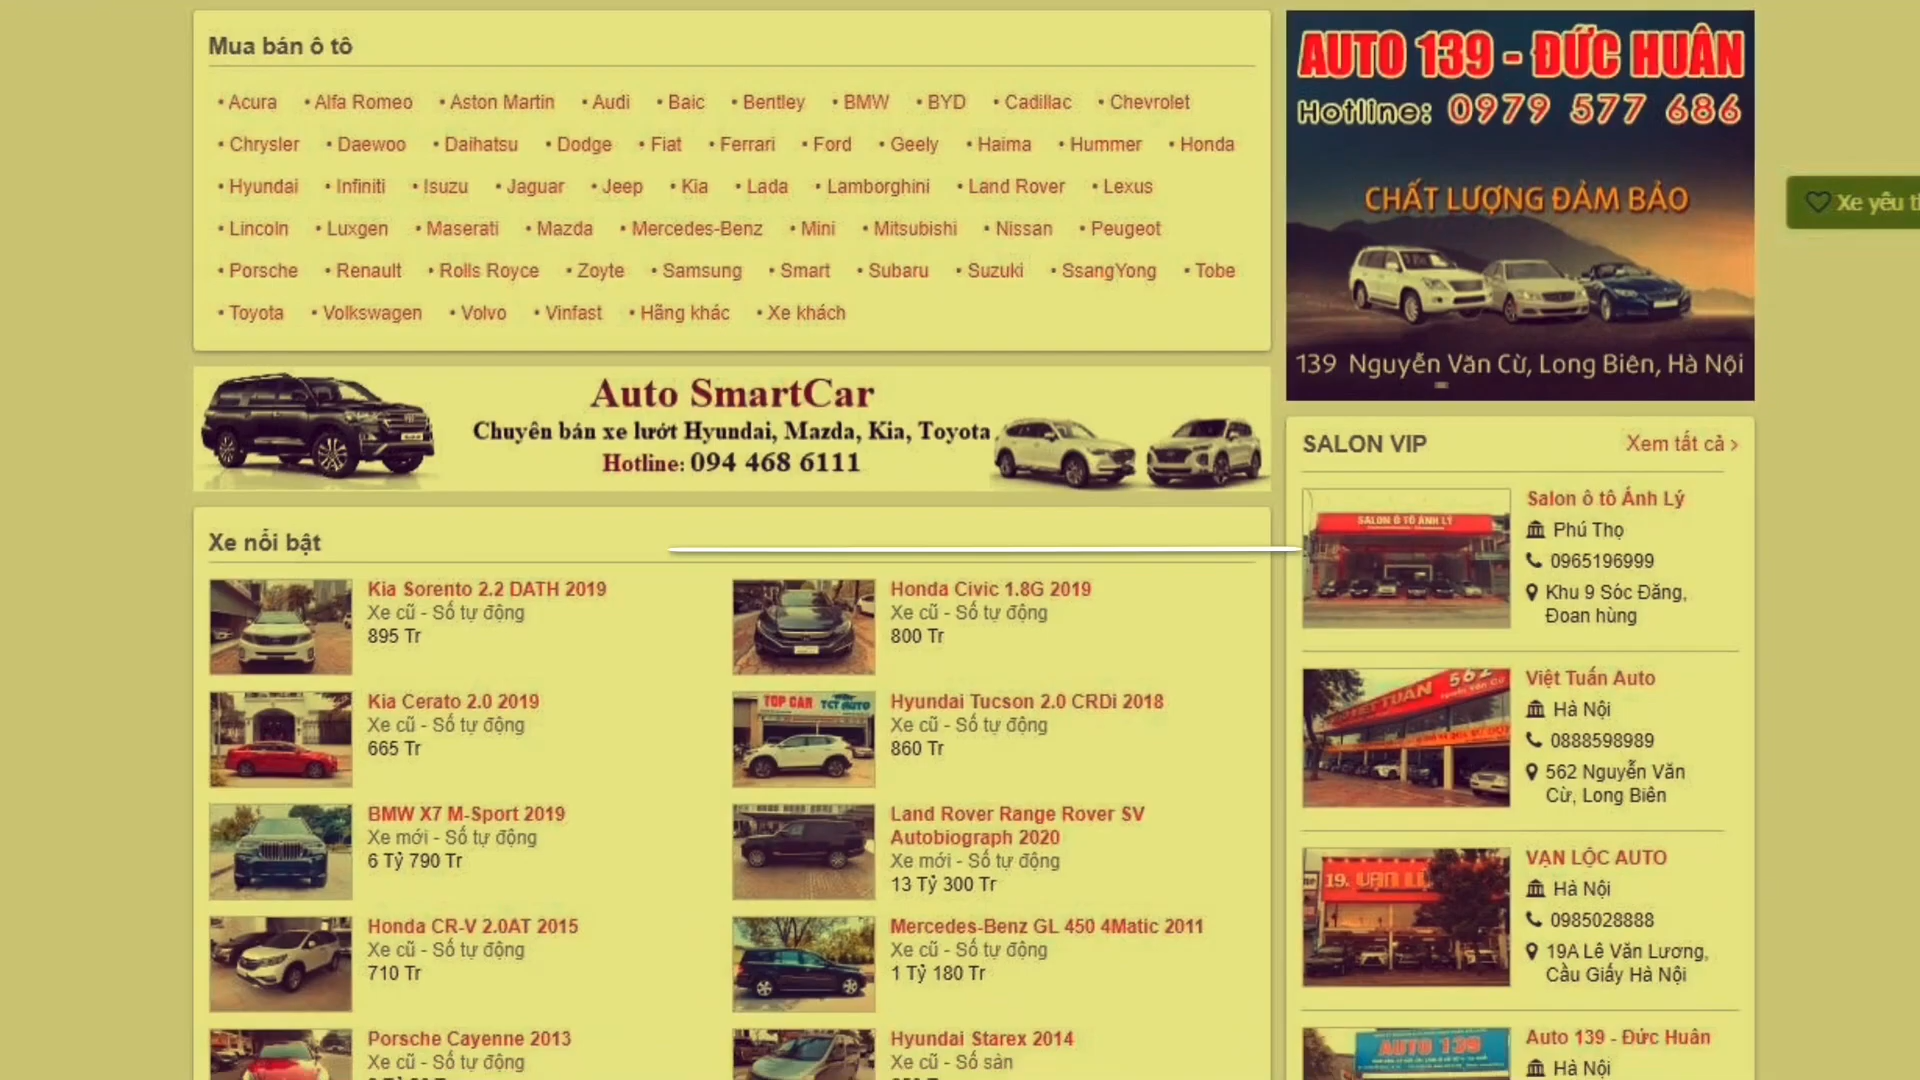 Mua bán ô tô
• Acura • Alfa Romeo • Aston Martin • Audi • Baic • Bentley • BMW • BYD • Cadillac • Chevrolet
• Chrysler • Daewoo • Daihatsu • Dodge • Fiat • Ferrari • Ford • Geely • Haima • Hummer • Honda
• Hyundai • Infiniti • Isuzu • Jaguar • Jeep • Kia • Lada • Lamborghini • Land Rover • Lexus
• Lincoln • Luxgen • Maserati • Mazda • Mercedes-Benz • Mini • Mitsubishi • Nissan • Peugeot
• Porsche • Renault • Rolls Royce • Zoyte • Samsung • Smart • Subaru • Suzuki • SsangYong • Tobe
• Toyota • Volkswagen • Volvo • Vinfast • Hãng khác • Xe khách
Auto SmartCar
Chuyên bán xe lướt Hyundai, Mazda, Kia, Toyota
Hotline: 094 468 6111
Xe nổi bật
Kia Sorento 2.2 DATH 2019
Xe cũ - Số tự động
895 Tr
Honda Civic 1.8G 2019
Xe cũ - Số tự động
800 Tr
Kia Cerato 2.0 2019
Xe cũ - Số tự động
665 Tr
TOP CAR
TCT AUTO
Hyundai Tucson 2.0 CRDi 2018
Xe cũ - Số tự động
860 Tr
BMW X7 M-Sport 2019
Xe mới - Số tự động
6 Tỷ 790 Tr
Land Rover Range Rover SV
Autobiograph 2020
Xe mới - Số tự động
13 Tỷ 300 Tr
Honda CR-V 2.0AT 2015
Xe cũ - Số tự động
710 Tr
Mercedes-Benz GL 450 4Matic 2011
Xe cũ - Số tự động
1 Tỷ 180 Tr
Porsche Cayenne 2013
Xe cũ - Số tự động
Hyundai Starex 2014
Xe cũ - Số sàn
AUTO 139 - ĐỨC HUÂN
Hotline: 0979 577 686
CHẤT LƯỢNG ĐẢM BẢO
139 Nguyễn Văn Cừ, Long Biên, Hà Nội
Xe yêu
SALON VIP
Xem tất cả ›
SALON Ô TÔ ÁNH LÝ
Salon ô tô Ánh Lý
Phú Thọ
0965196999
Khu 9 Sóc Đăng,
Đoan hùng
562
Việt Tuấn Auto
Hà Nội
0888598989
562 Nguyễn Văn
Cừ, Long Biên
19. VẠN
VẠN LỘC AUTO
Hà Nội
0985028888
19A Lê Văn Lương,
Cầu Giấy Hà Nội
AUTO 139
Auto 139 - Đức Huân
Hà Nội